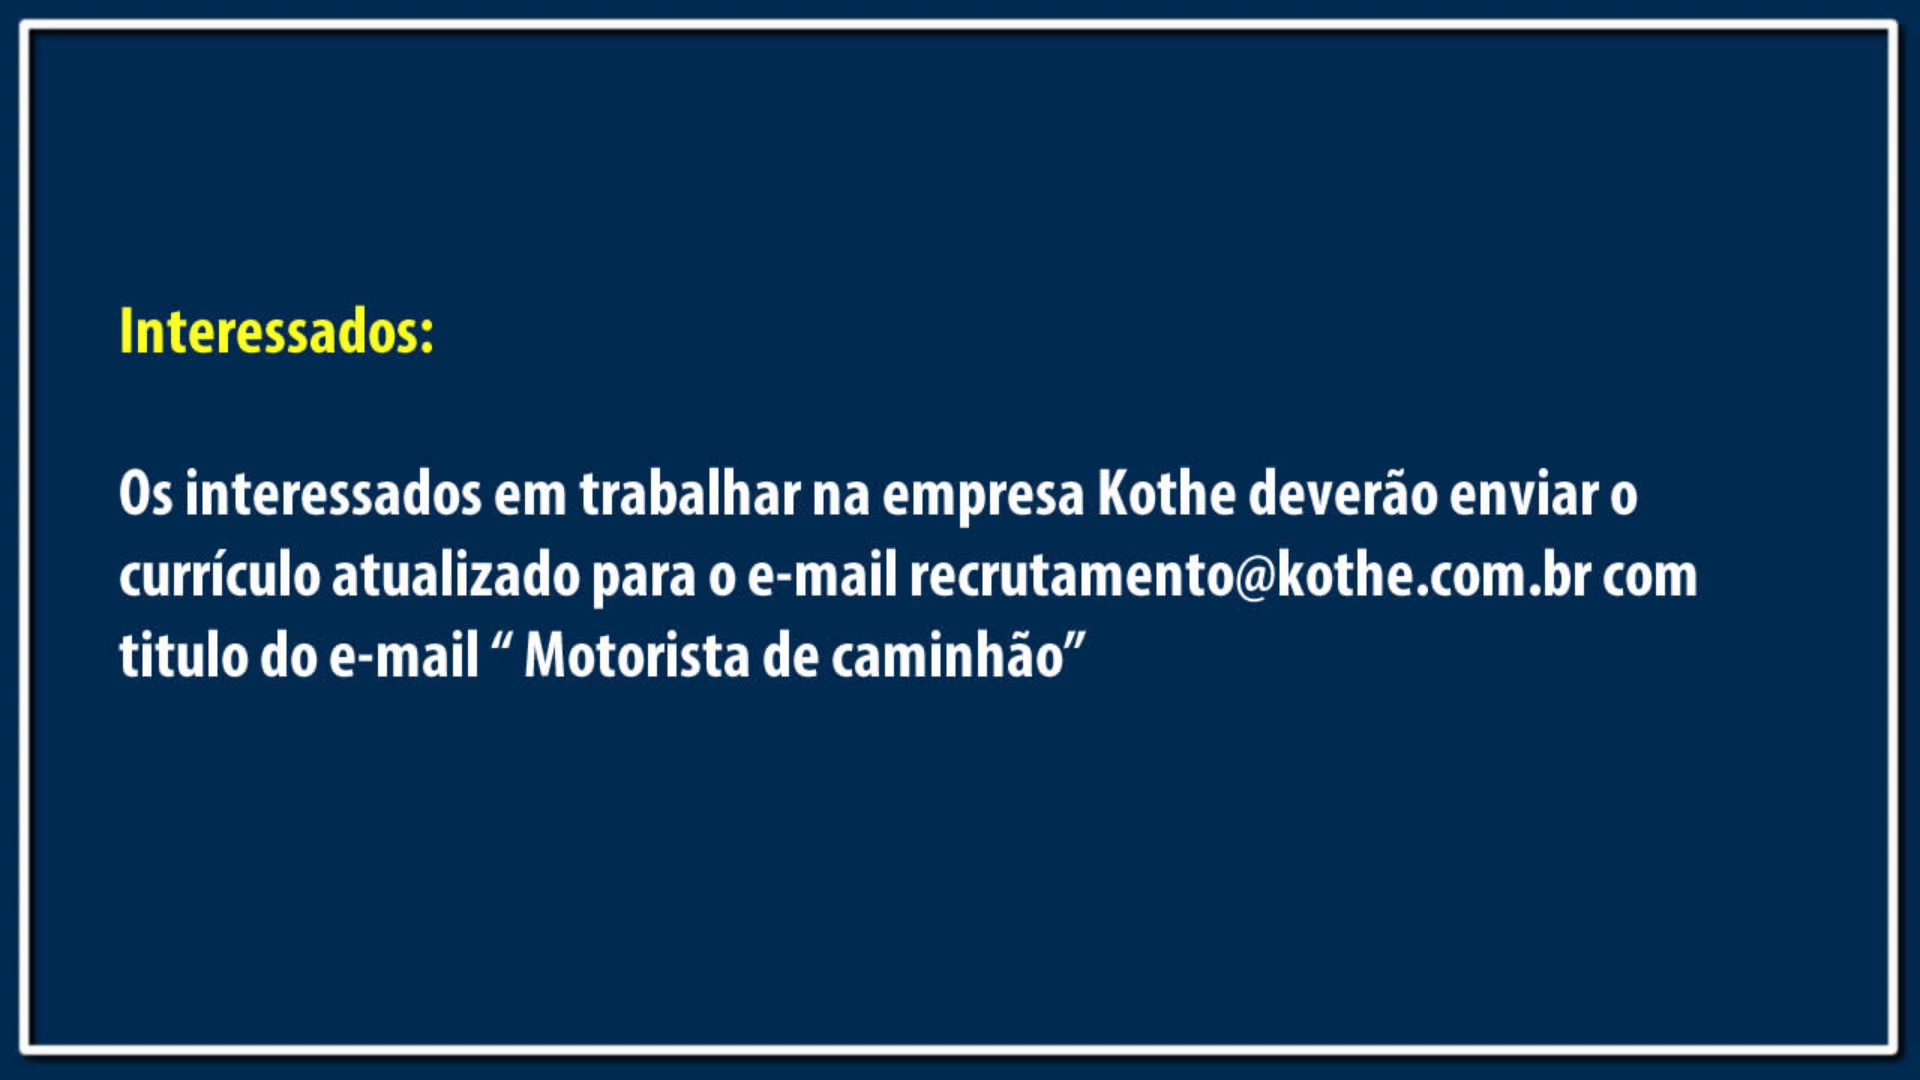 Interessados:
Os interessados em trabalhar na empresa Kothe deverão enviar o
currículo atualizado para o e-mail recrutamento@kothe.com.br com
titulo do e-mail “ Motorista de caminhão”